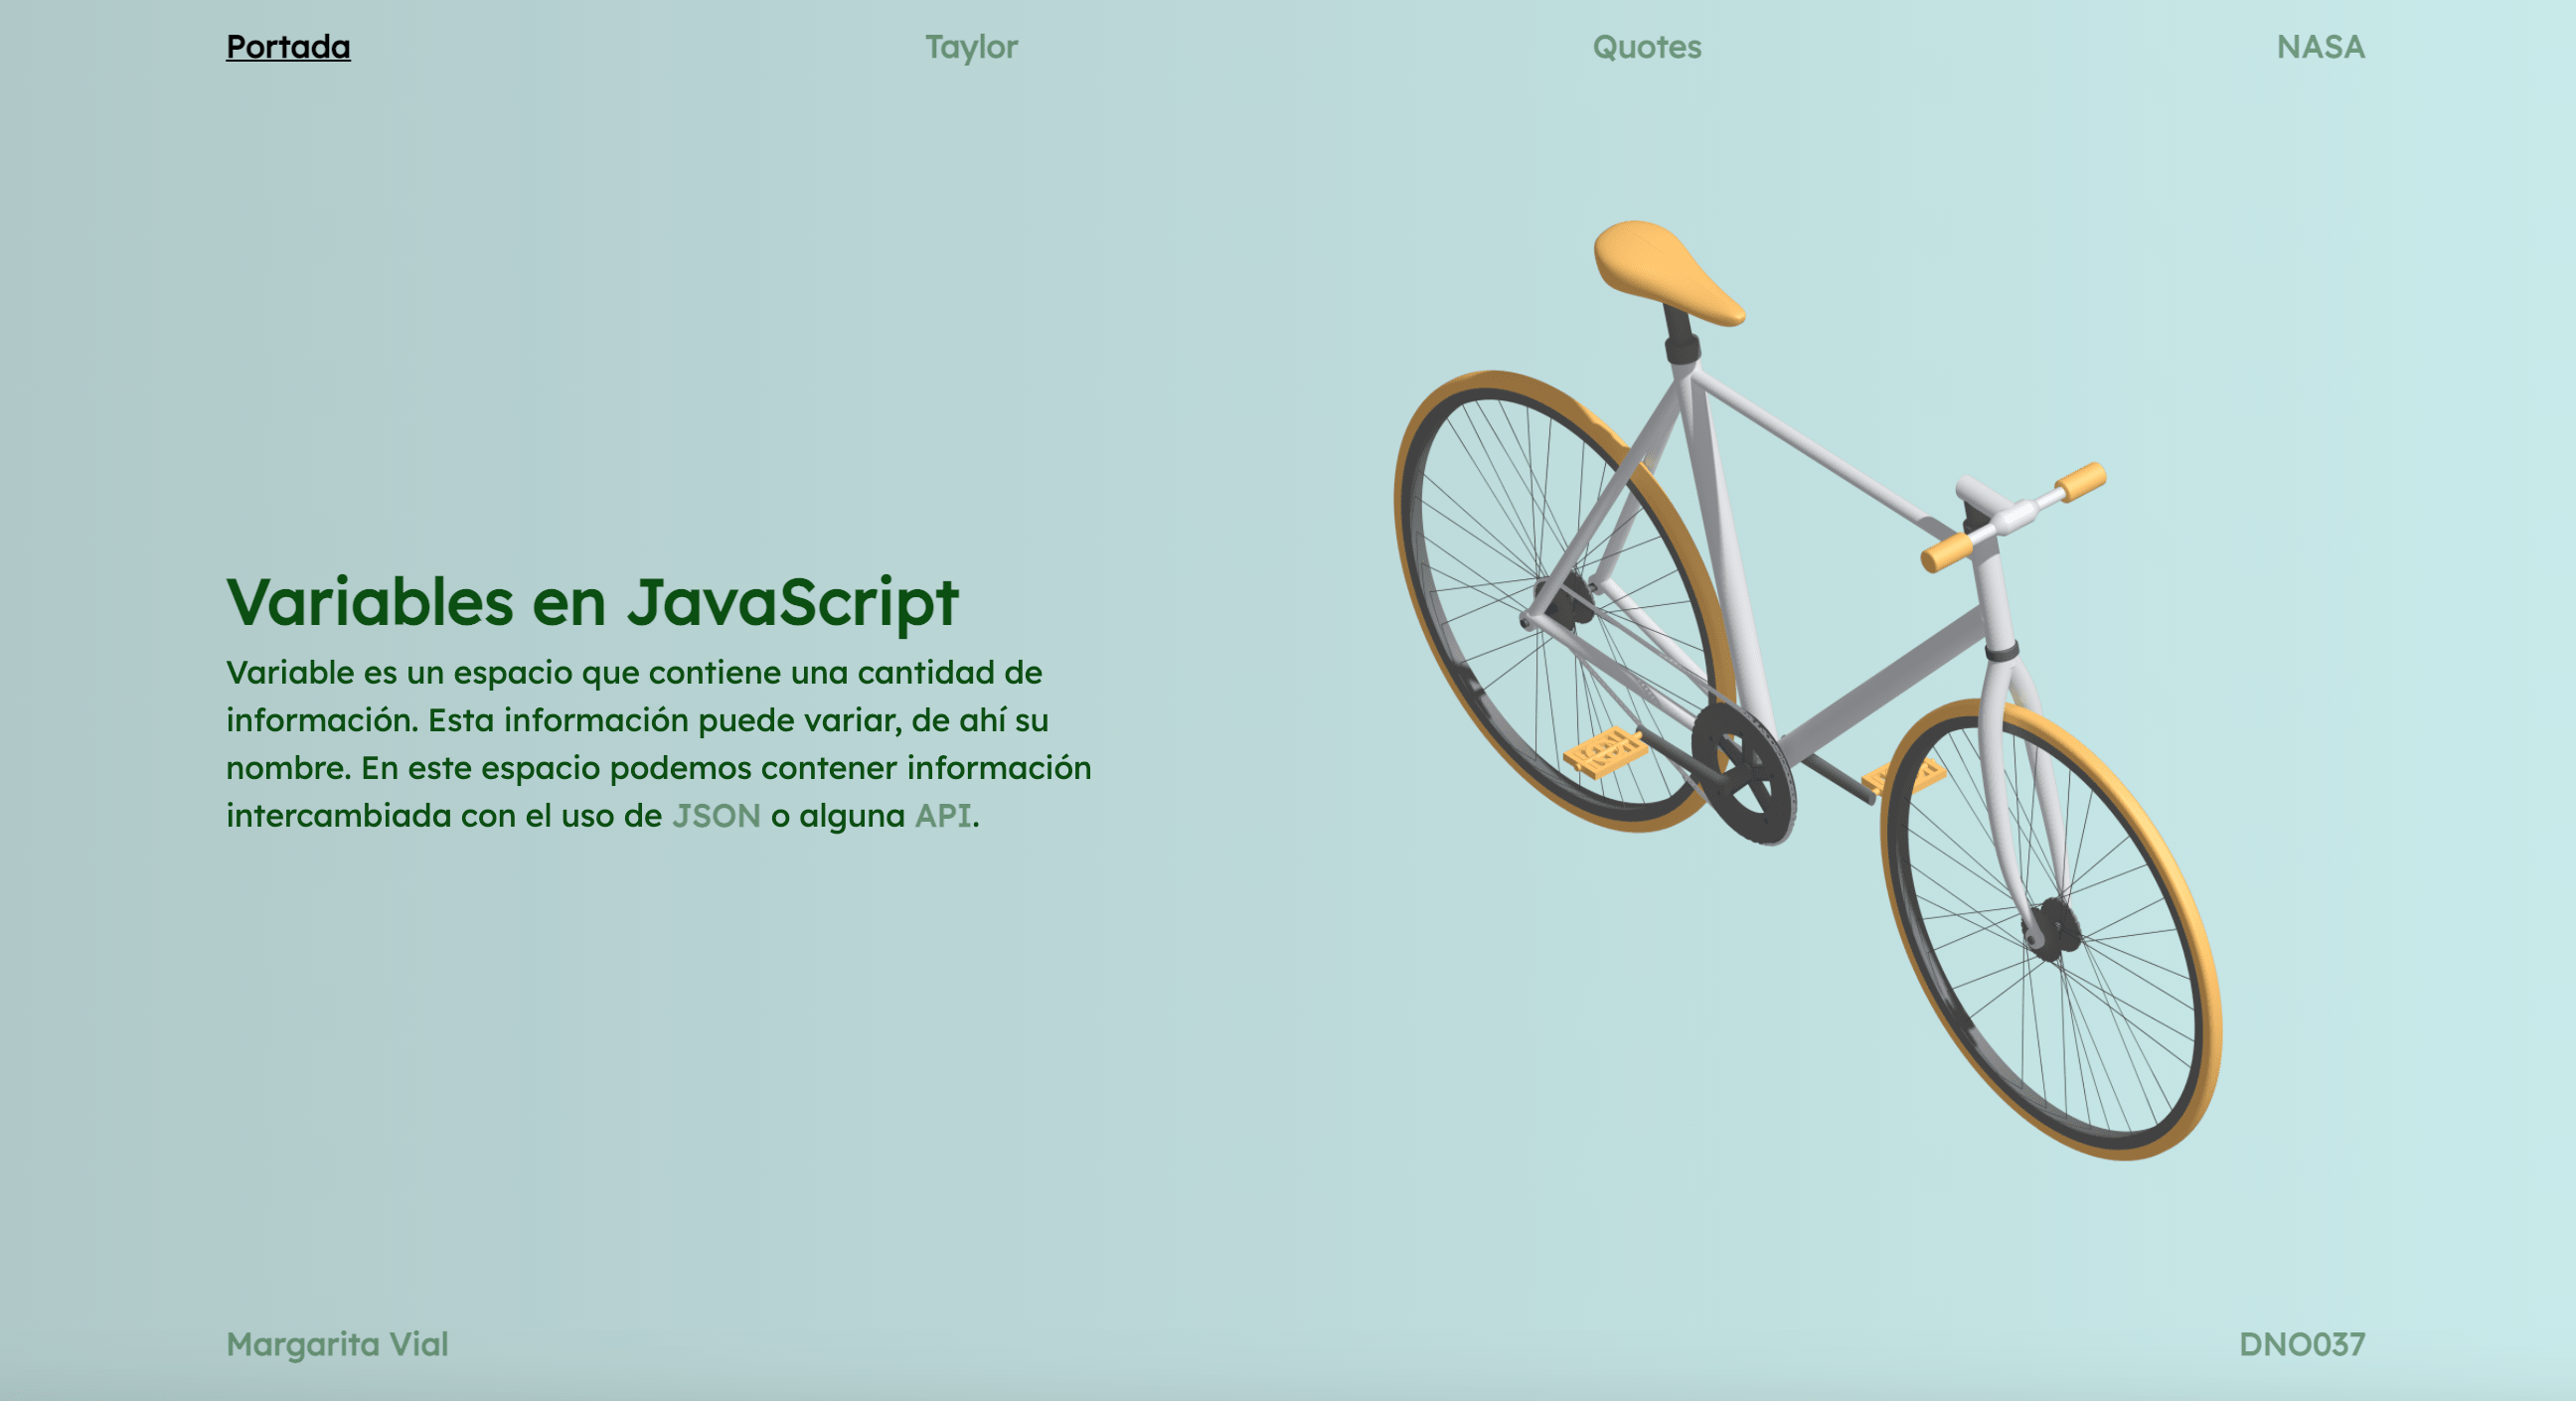 Portada Taylor Quotes NASA
Variables en JavaScript
Variable es un espacio que contiene una cantidad de
información. Esta información puede variar, de ahí su
nombre. En este espacio podemos contener información
intercambiada con el uso de JSON o alguna API.
Margarita Vial DNO037